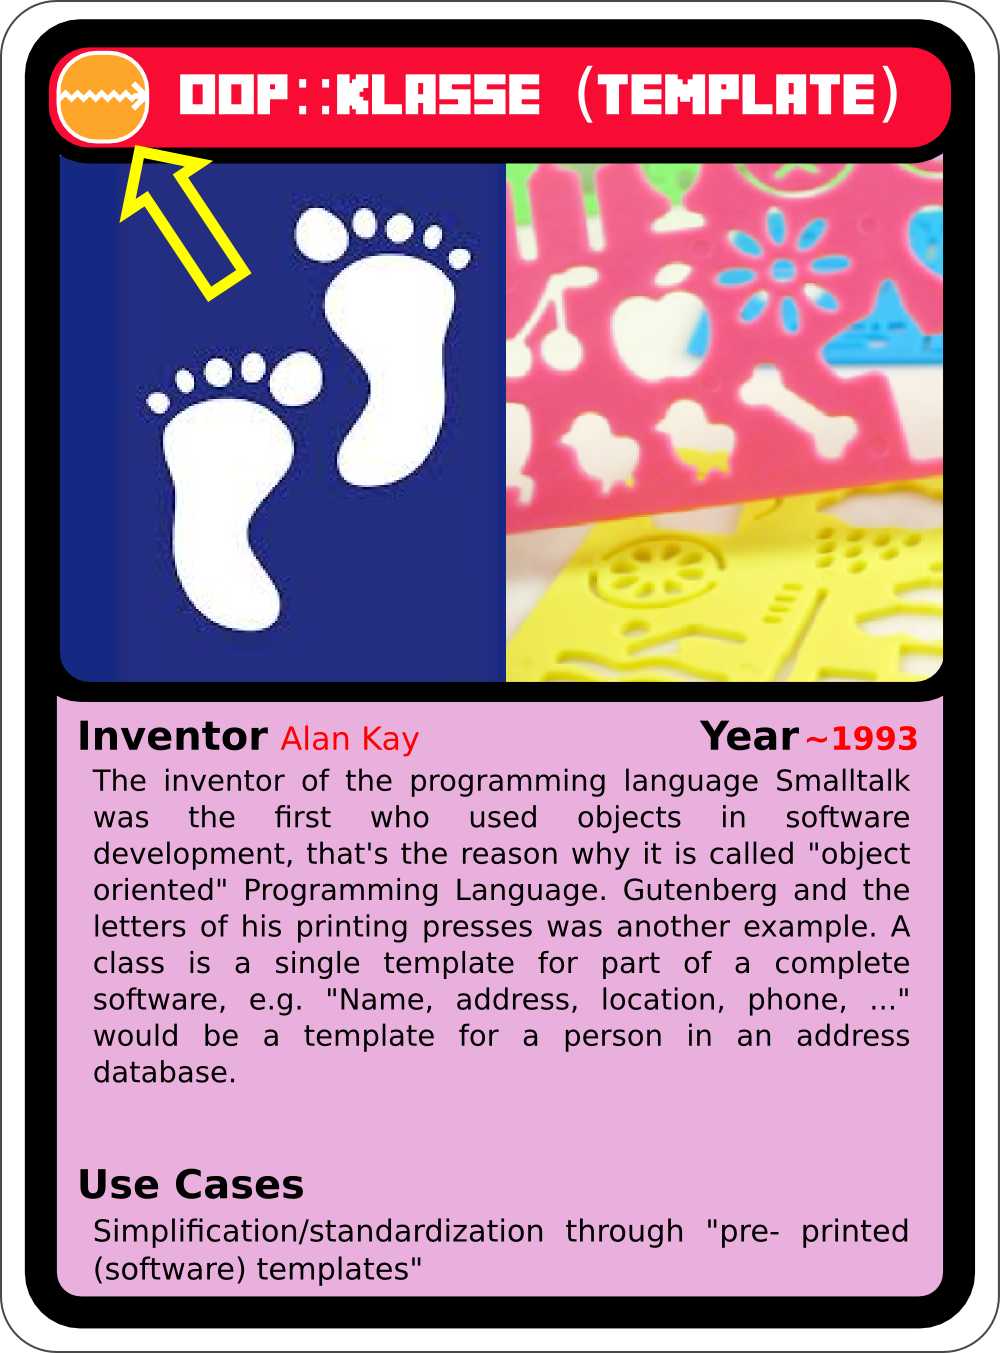 OOP::KLASSE (TEMPLATE)
Inventor Alan Kay Year ~1993
The inventor of the programming language Smalltalk
was the first who used objects in software
development, that's the reason why it is called "object
oriented" Programming Language. Gutenberg and the
letters of his printing presses was another example. A
class is a single template for part of a complete
software, e.g. "Name, address, location, phone, ..."
would be a template for a person in an address
database.
Use Cases
Simplification/standardization through "pre- printed
(software) templates"